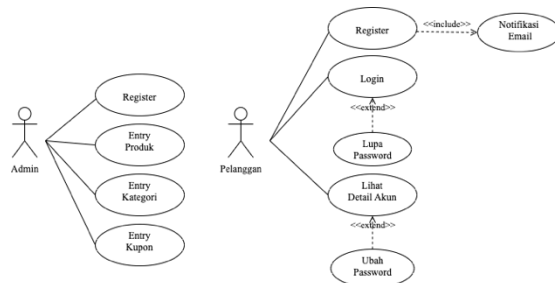 Admin
Register
Entry
Produk
Entry
Kategori
Entry
Kupon
Pelanggan
Register
<<include>>
Notifikasi
Email
Login
<<extend>>
Lupa
Password
Lihat
Detail Akun
<<extend>>
Ubah
Password